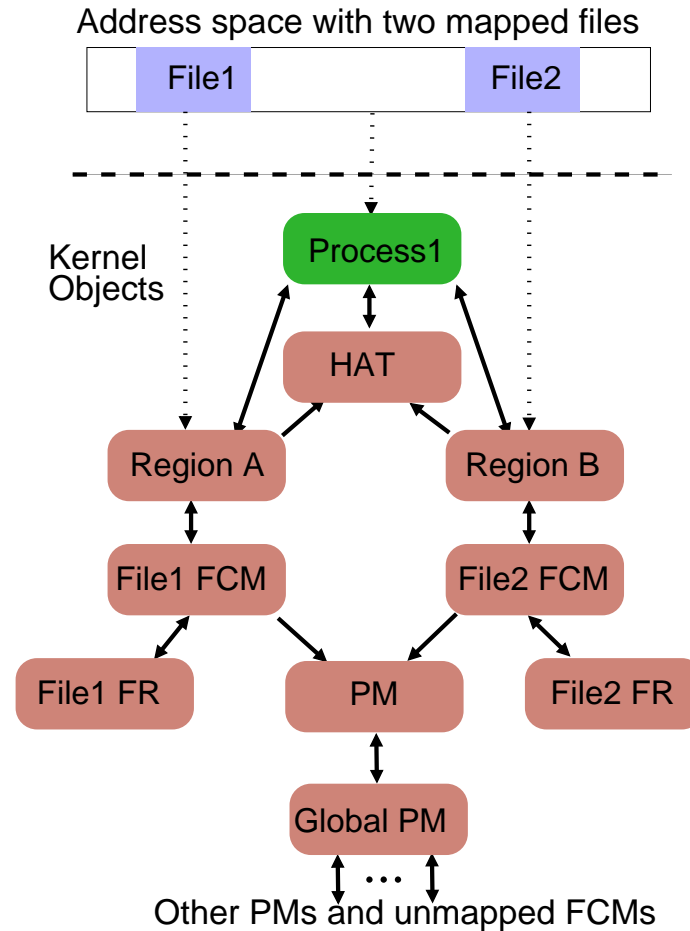 Address space with two mapped files
File1
File2
Process1
Kernel
Objects
HAT
Region A
Region B
File1 FCM
File2 FCM
File1 FR
PM
File2 FR
Global PM
...
Other PMs and unmapped FCMs